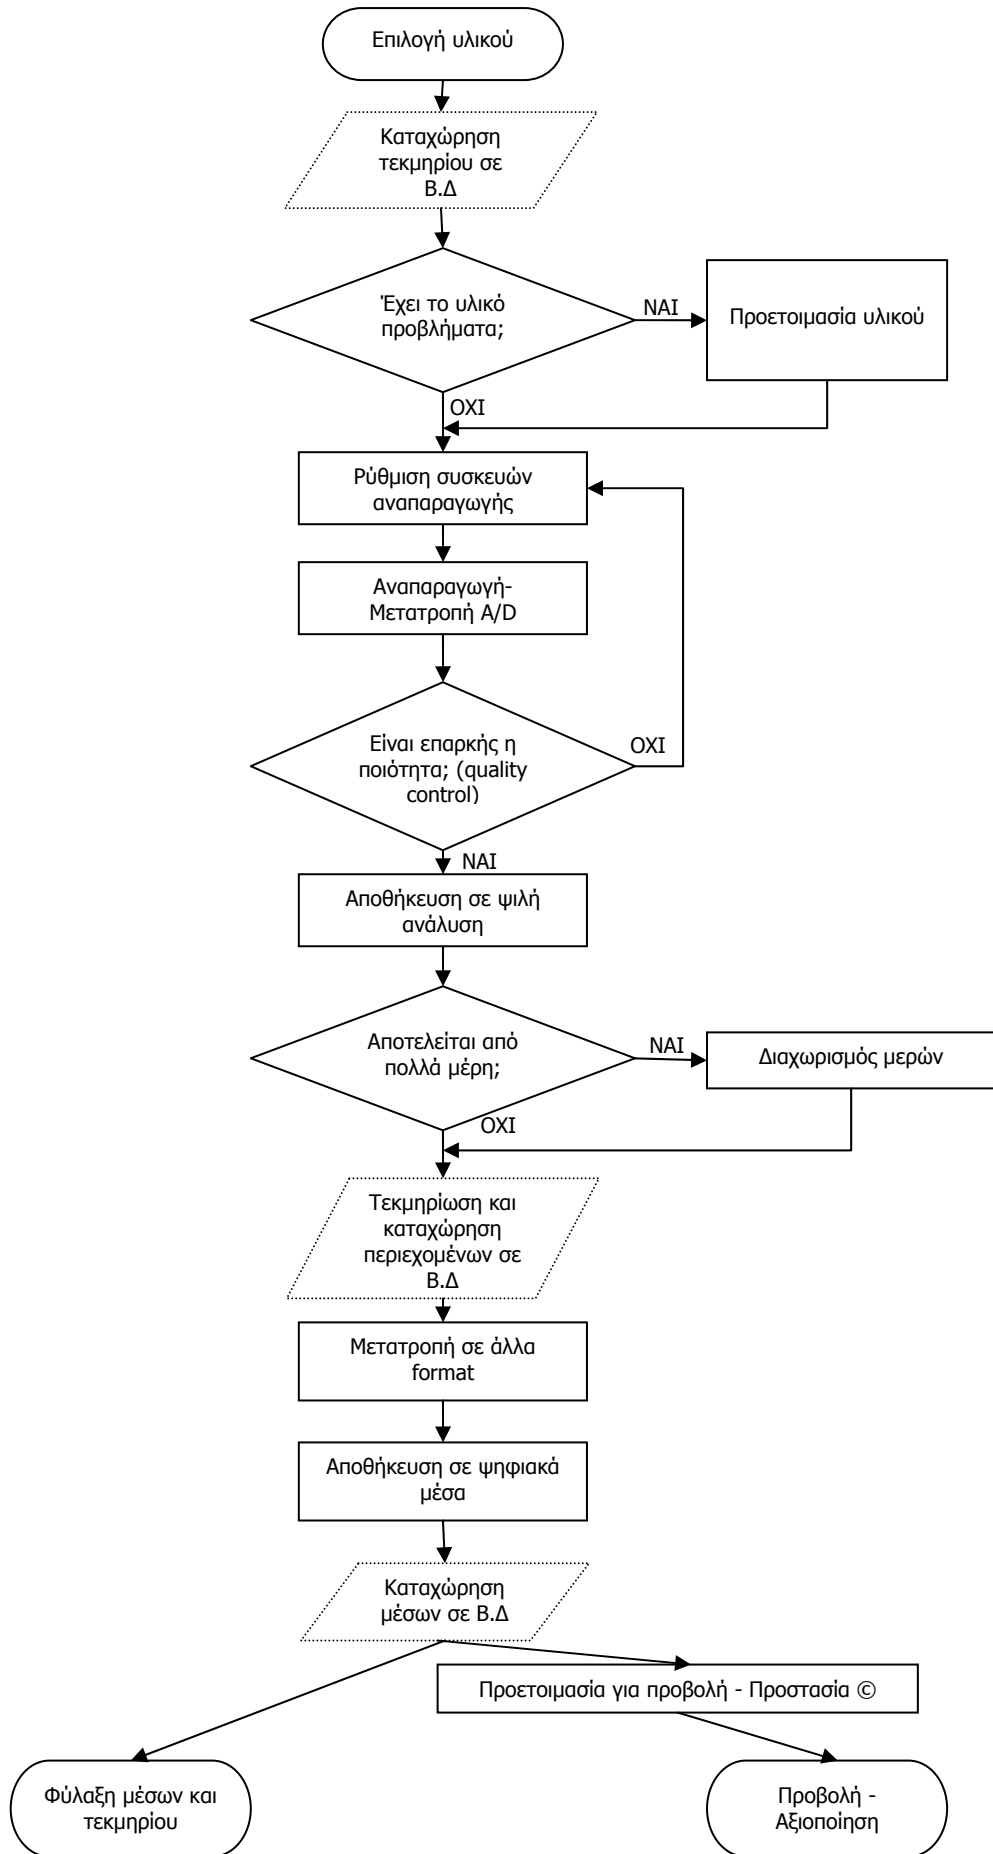 Επιλογή υλικού
Καταχώρηση
τεκμηρίου σε
Β.Δ
Έχει το υλικό
προβλήματα;
ΝΑΙ
Προετοιμασία υλικού
ΟΧΙ
Ρύθμιση συσκευών
αναπαραγωγής
Αναπαραγωγή-
Μετατροπή A/D
Είναι επαρκής η
ποιότητα; (quality
control)
ΟΧΙ
ΝΑΙ
Αποθήκευση σε ψιλή
ανάλυση
Αποτελείται από
πολλά μέρη;
ΝΑΙ
Διαχωρισμός μερών
ΟΧΙ
Τεκμηρίωση και
καταχώρηση
περιεχομένων σε
Β.Δ
Μετατροπή σε άλλα
format
Αποθήκευση σε ψηφιακά
μέσα
Καταχώρηση
μέσων σε Β.Δ
Προετοιμασία για προβολή - Προστασία ©
Φύλαξη μέσων και
τεκμηρίου
Προβολή -
Αξιοποίηση